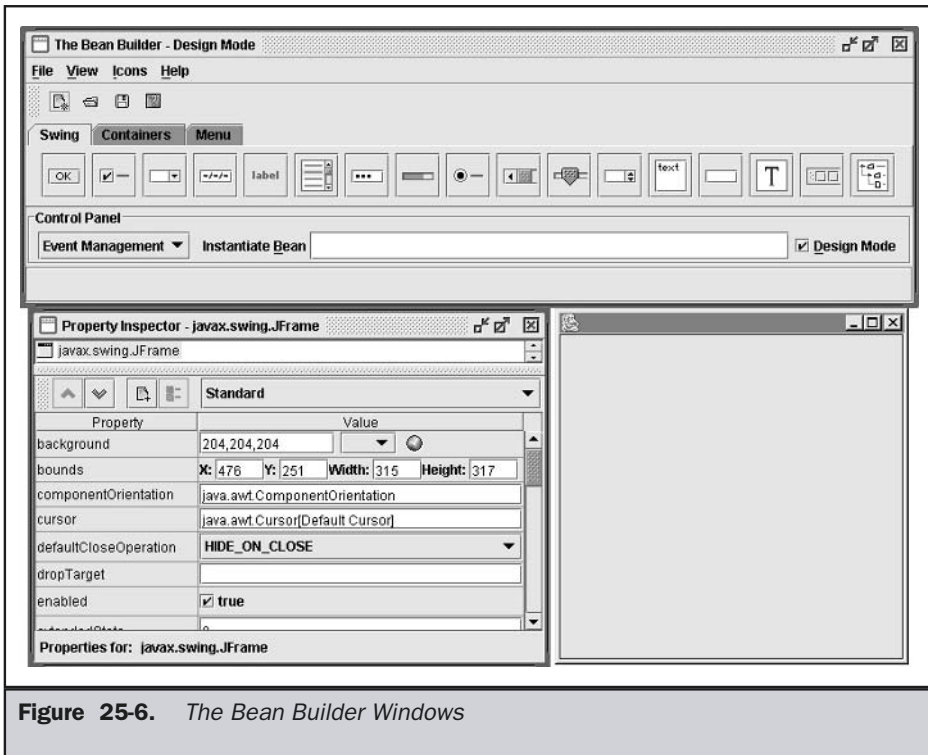 The Bean Builder - Design Mode
File View Icons Help
Swing Containers Menu
OK -/-/- label text T
Control Panel
Event Management Instantiate Bean Design Mode
Property Inspector - javax.swing.JFrame
javax.swing.JFrame
Standard
Property Value
background 204,204,204
bounds X: 476 Y: 251 Width: 315 Height: 317
componentOrientation java.awt.ComponentOrientation
cursor java.awt.Cursor[Default Cursor]
defaultCloseOperation HIDE_ON_CLOSE
dropTarget
enabled true
Properties for: javax.swing.JFrame
Figure 25-6. The Bean Builder Windows